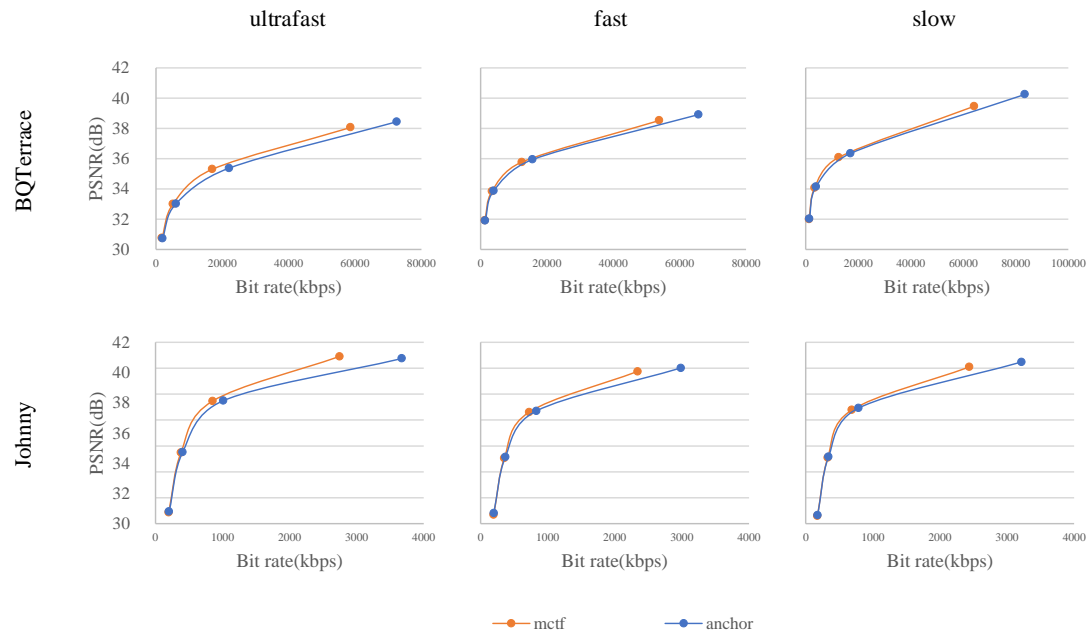 ultrafast fast slow
BQTerrace
PSNR(dB)
42
40
38
36
34
32
30
0 20000 40000 60000 80000
Bit rate(kbps)
0 20000 40000 60000 80000
Bit rate(kbps)
0 20000 40000 60000 80000 100000
Bit rate(kbps)
Johnny
PSNR(dB)
42
40
38
36
34
32
30
0 1000 2000 3000 4000
Bit rate(kbps)
0 1000 2000 3000 4000
Bit rate(kbps)
0 1000 2000 3000 4000
Bit rate(kbps)
mctf anchor